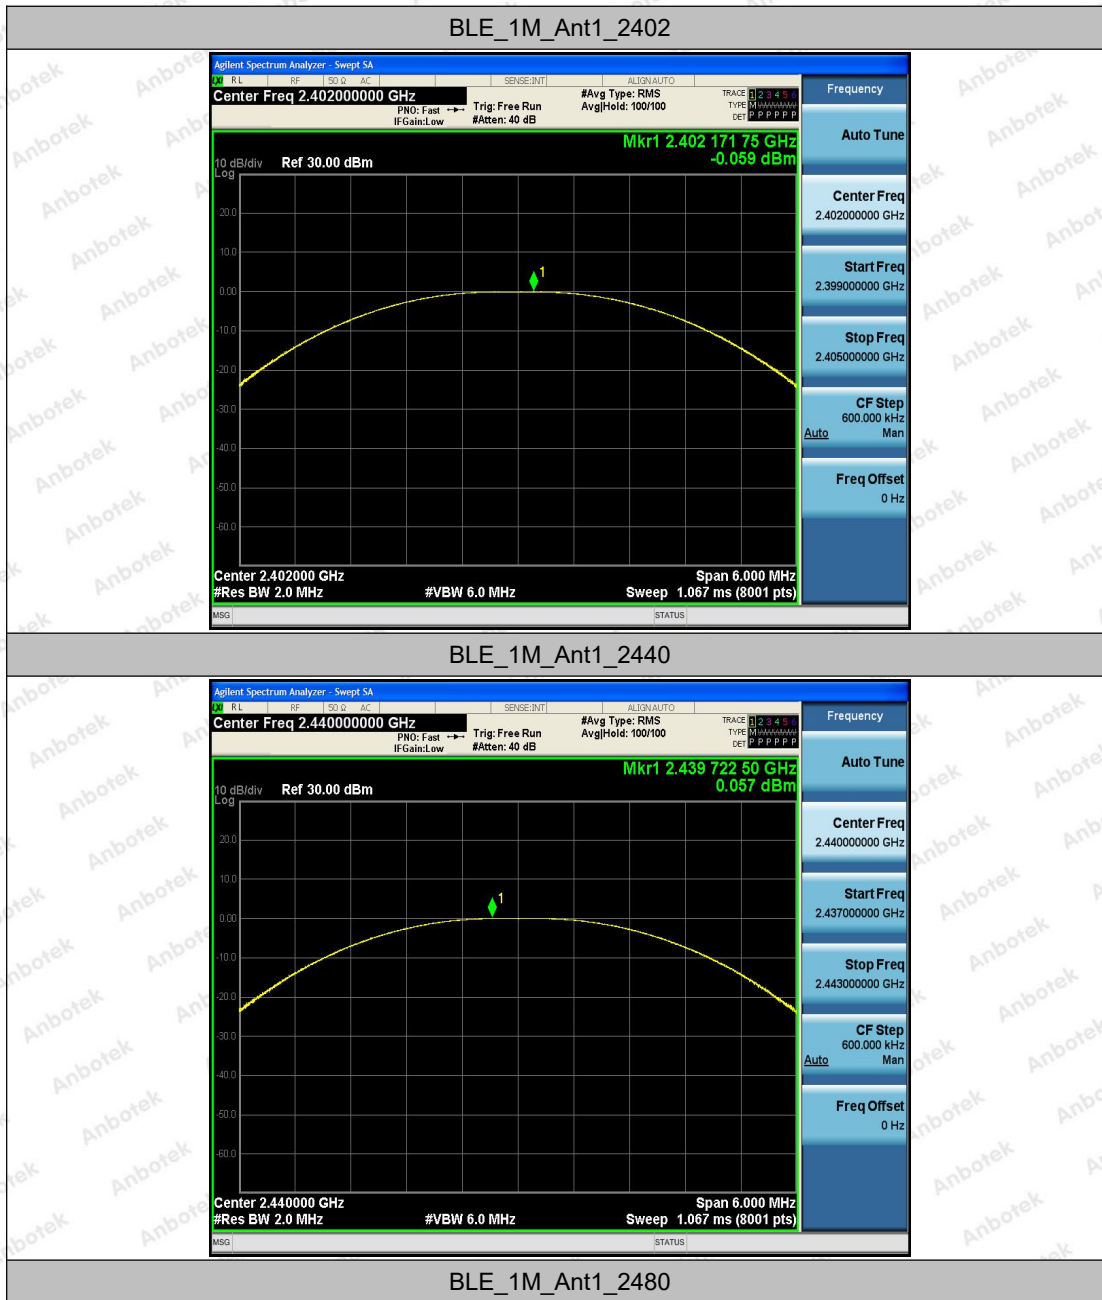 BLE_1M_Ant1_2402
Agilent Spectrum Analyzer - Swept SA
RL RF 50 Ω AC SENSE:INT ALIGNAUTO
Center Freq 2.402000000 GHz
PNO: Fast
IFGain:Low
Trig: Free Run
#Atten: 40 dB
#Avg Type: RMS
Avg|Hold: 100/100
TRACE 1 2 3 4 5 6
TYPE M WWWWW
DET P P P P P P
Frequency
Auto Tune
Mkr1 2.402 171 75 GHz
-0.059 dBm
10 dB/div Ref 30.00 dBm
Log
20.0
10.0
0.00
-10.0
-20.0
-30.0
-40.0
-50.0
-60.0
1
Center Freq
2.402000000 GHz
Start Freq
2.399000000 GHz
Stop Freq
2.405000000 GHz
CF Step
600.000 kHz
Auto Man
Freq Offset
0 Hz
Center 2.402000 GHz Span 6.000 MHz
#Res BW 2.0 MHz #VBW 6.0 MHz Sweep 1.067 ms (8001 pts)
MSG STATUS
BLE_1M_Ant1_2440
Agilent Spectrum Analyzer - Swept SA
RL RF 50 Ω AC SENSE:INT ALIGNAUTO
Center Freq 2.440000000 GHz
PNO: Fast
IFGain:Low
Trig: Free Run
#Atten: 40 dB
#Avg Type: RMS
Avg|Hold: 100/100
TRACE 1 2 3 4 5 6
TYPE M WWWWW
DET P P P P P P
Frequency
Auto Tune
Mkr1 2.439 722 50 GHz
0.057 dBm
10 dB/div Ref 30.00 dBm
Log
20.0
10.0
0.00
-10.0
-20.0
-30.0
-40.0
-50.0
-60.0
1
Center Freq
2.440000000 GHz
Start Freq
2.437000000 GHz
Stop Freq
2.443000000 GHz
CF Step
600.000 kHz
Auto Man
Freq Offset
0 Hz
Center 2.440000 GHz Span 6.000 MHz
#Res BW 2.0 MHz #VBW 6.0 MHz Sweep 1.067 ms (8001 pts)
MSG STATUS
BLE_1M_Ant1_2480
Anbotek